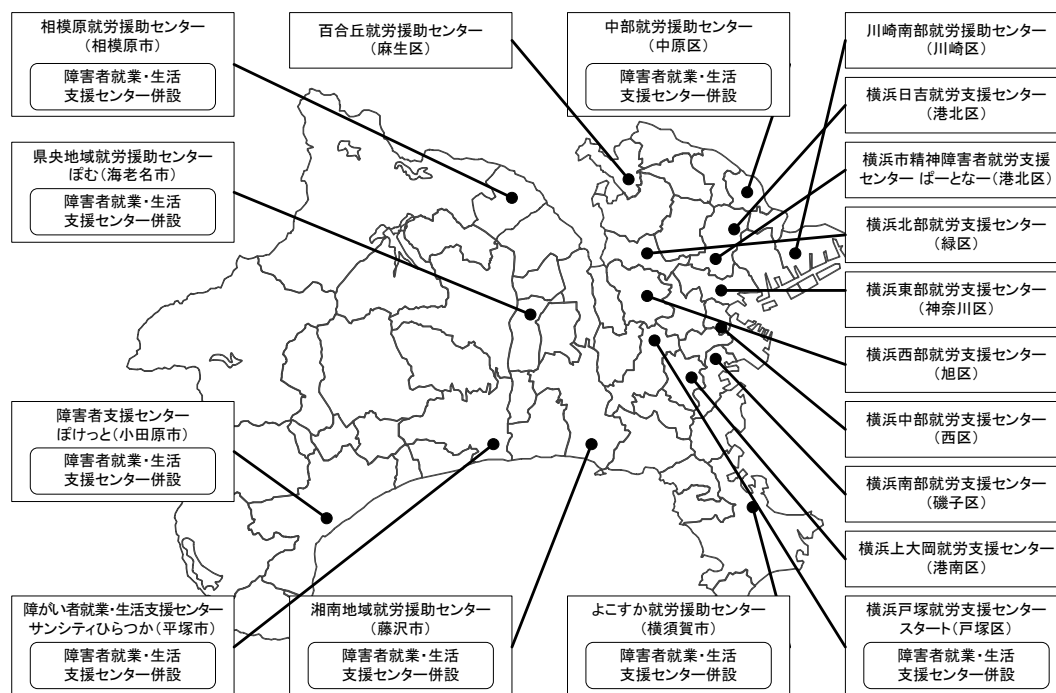 相模原就労援助センター
(相模原市)
障害者就業・生活
支援センター併設
百合丘就労援助センター
(麻生区)
中部就労援助センター
(中原区)
障害者就業・生活
支援センター併設
川崎南部就労援助センター
(川崎区)
横浜日吉就労支援センター
(港北区)
県央地域就労援助センター
ぽむ(海老名市)
障害者就業・生活
支援センター併設
横浜市精神障害者就労支援
センター ぱーとなー(港北区)
横浜北部就労支援センター
(緑区)
横浜東部就労支援センター
(神奈川区)
横浜西部就労支援センター
(旭区)
障害者支援センター
ぽけっと(小田原市)
障害者就業・生活
支援センター併設
横浜中部就労支援センター
(西区)
横浜南部就労支援センター
(磯子区)
横浜上大岡就労支援センター
(港南区)
障がい者就業・生活支援センター
サンシティひらつか(平塚市)
障害者就業・生活
支援センター併設
湘南地域就労援助センター
(藤沢市)
障害者就業・生活
支援センター併設
よこすか就労援助センター
(横須賀市)
障害者就業・生活
支援センター併設
横浜戸塚就労支援センター
スタート(戸塚区)
障害者就業・生活
支援センター併設